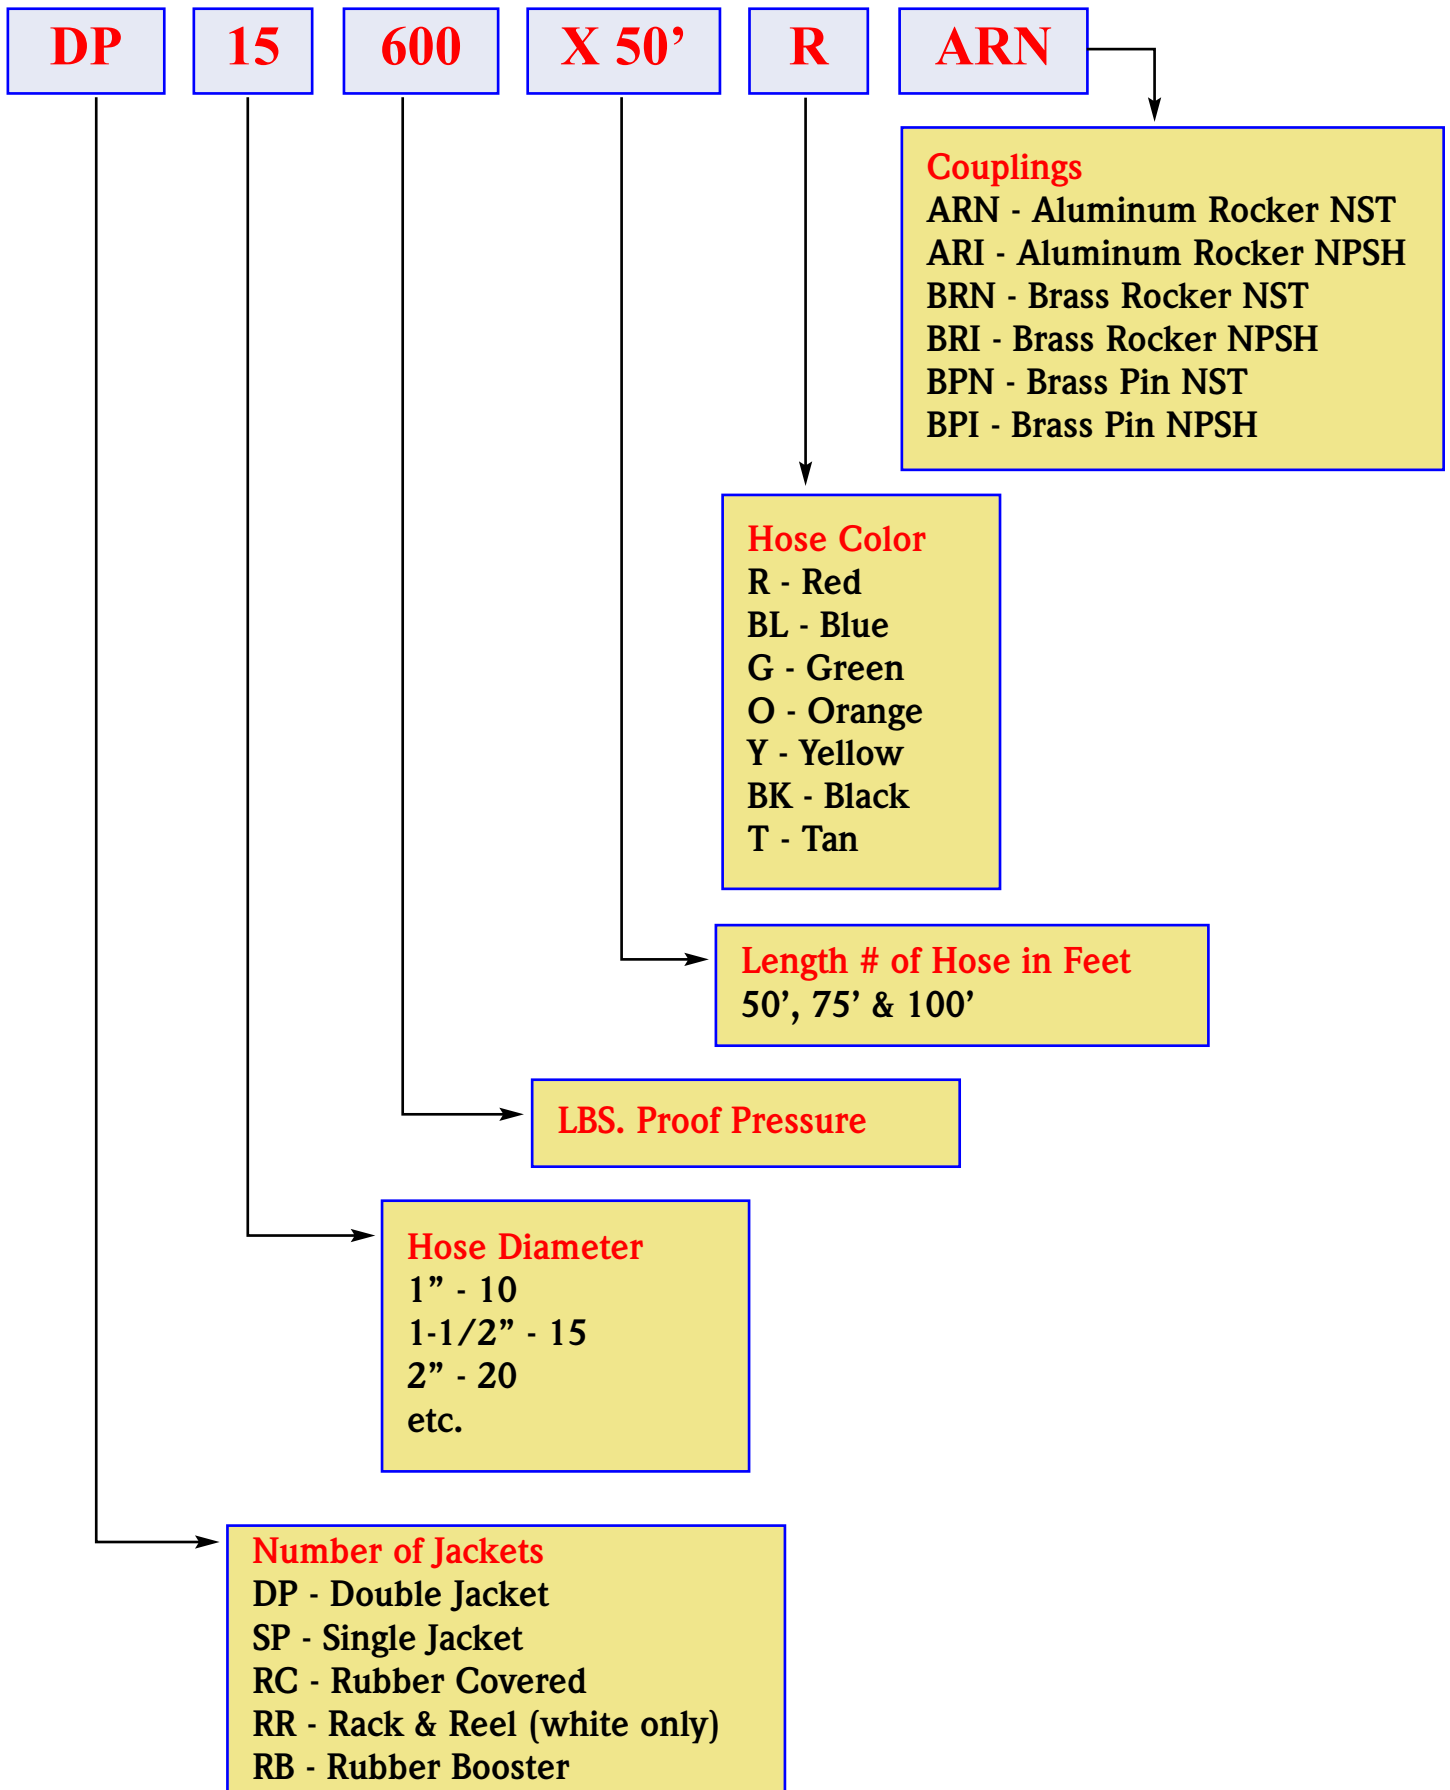 DP 15 600 X 50’ R ARN
Couplings
ARN - Aluminum Rocker NST
ARI - Aluminum Rocker NPSH
BRN - Brass Rocker NST
BRI - Brass Rocker NPSH
BPN - Brass Pin NST
BPI - Brass Pin NPSH
Hose Color
R - Red
BL - Blue
G - Green
O - Orange
Y - Yellow
BK - Black
T - Tan
Length # of Hose in Feet
50’, 75’ & 100’
LBS. Proof Pressure
Hose Diameter
1” - 10
1-1/2” - 15
2” - 20
etc.
Number of Jackets
DP - Double Jacket
SP - Single Jacket
RC - Rubber Covered
RR - Rack & Reel (white only)
RB - Rubber Booster